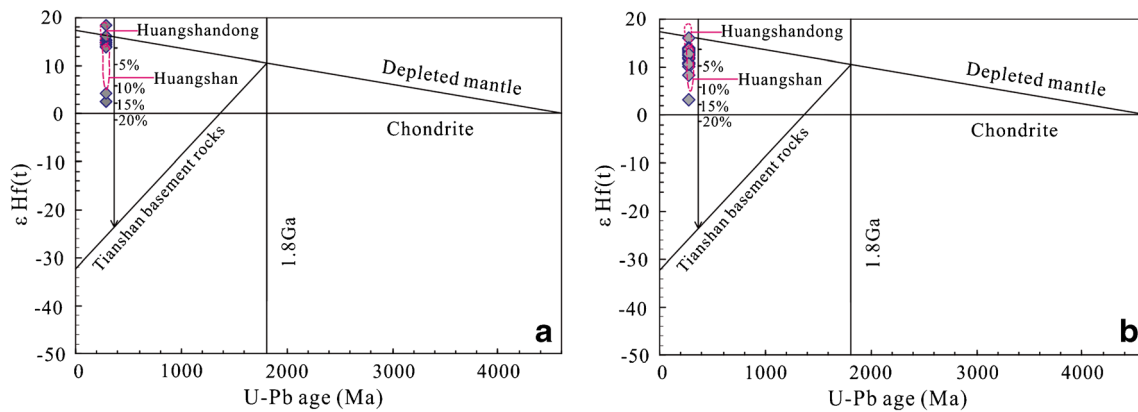 20
Huangshandong
10
5%
Huangshan
10%
15%
20%
0
Depleted mantle
Chondrite
-10
-20
-30
-40
-50
ε Hf(t)
Tianshan basement rocks
1.8Ga
a
0
1000
2000
3000
4000
U-Pb age (Ma)
20
Huangshandong
10
5%
Huangshan
10%
15%
20%
0
Depleted mantle
Chondrite
-10
-20
-30
-40
-50
ε Hf(t)
Tianshan basement rocks
1.8Ga
b
0
1000
2000
3000
4000
U-Pb age (Ma)